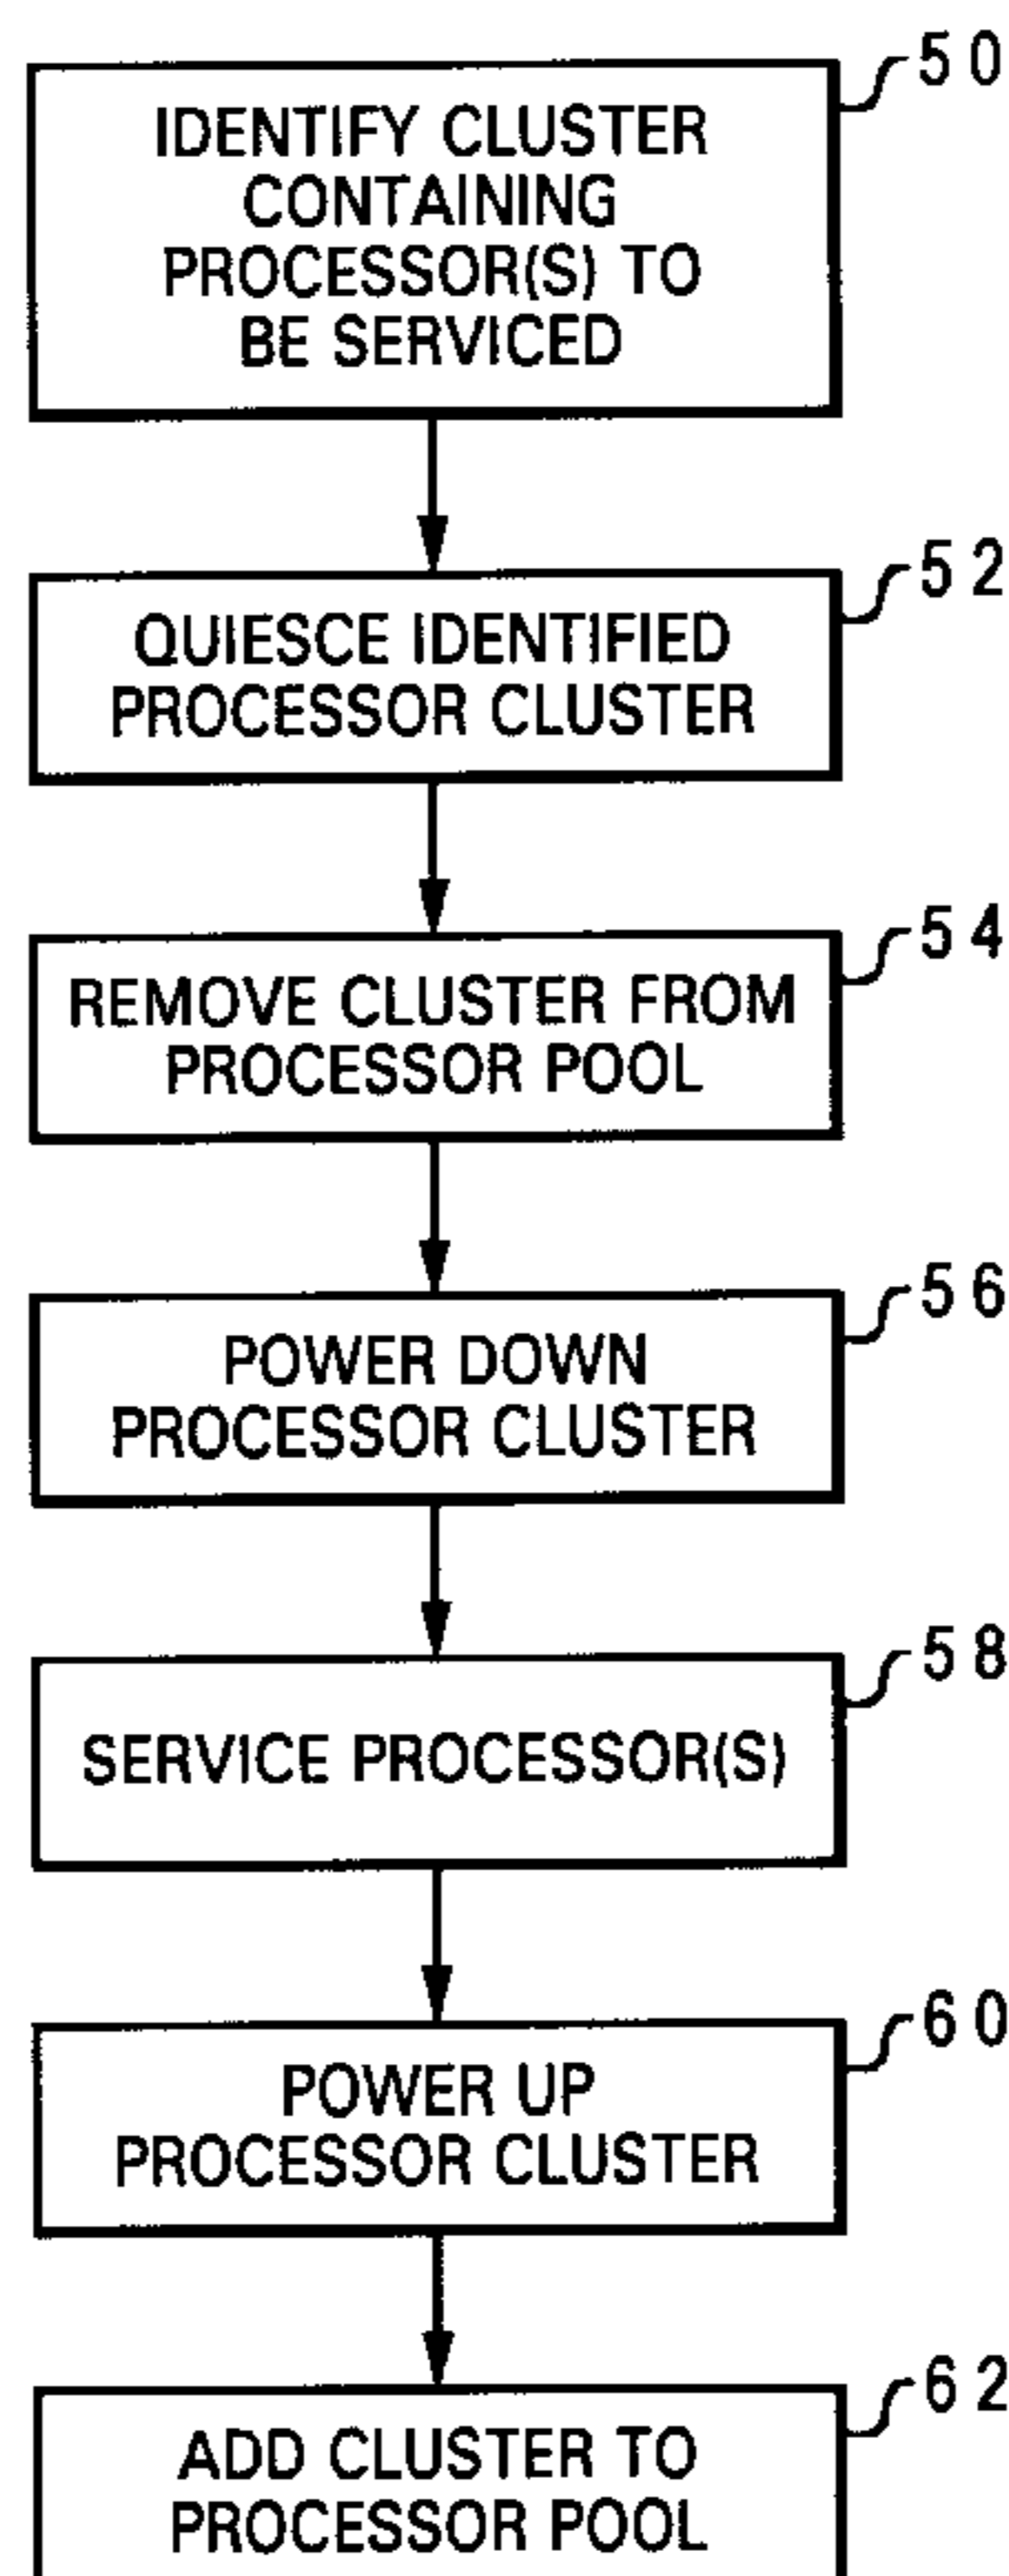 50
IDENTIFY CLUSTER
CONTAINING
PROCESSOR(S) TO
BE SERVICED
52
QUIESCE IDENTIFIED
PROCESSOR CLUSTER
54
REMOVE CLUSTER FROM
PROCESSOR POOL
56
POWER DOWN
PROCESSOR CLUSTER
58
SERVICE PROCESSOR(S)
60
POWER UP
PROCESSOR CLUSTER
62
ADD CLUSTER TO
PROCESSOR POOL